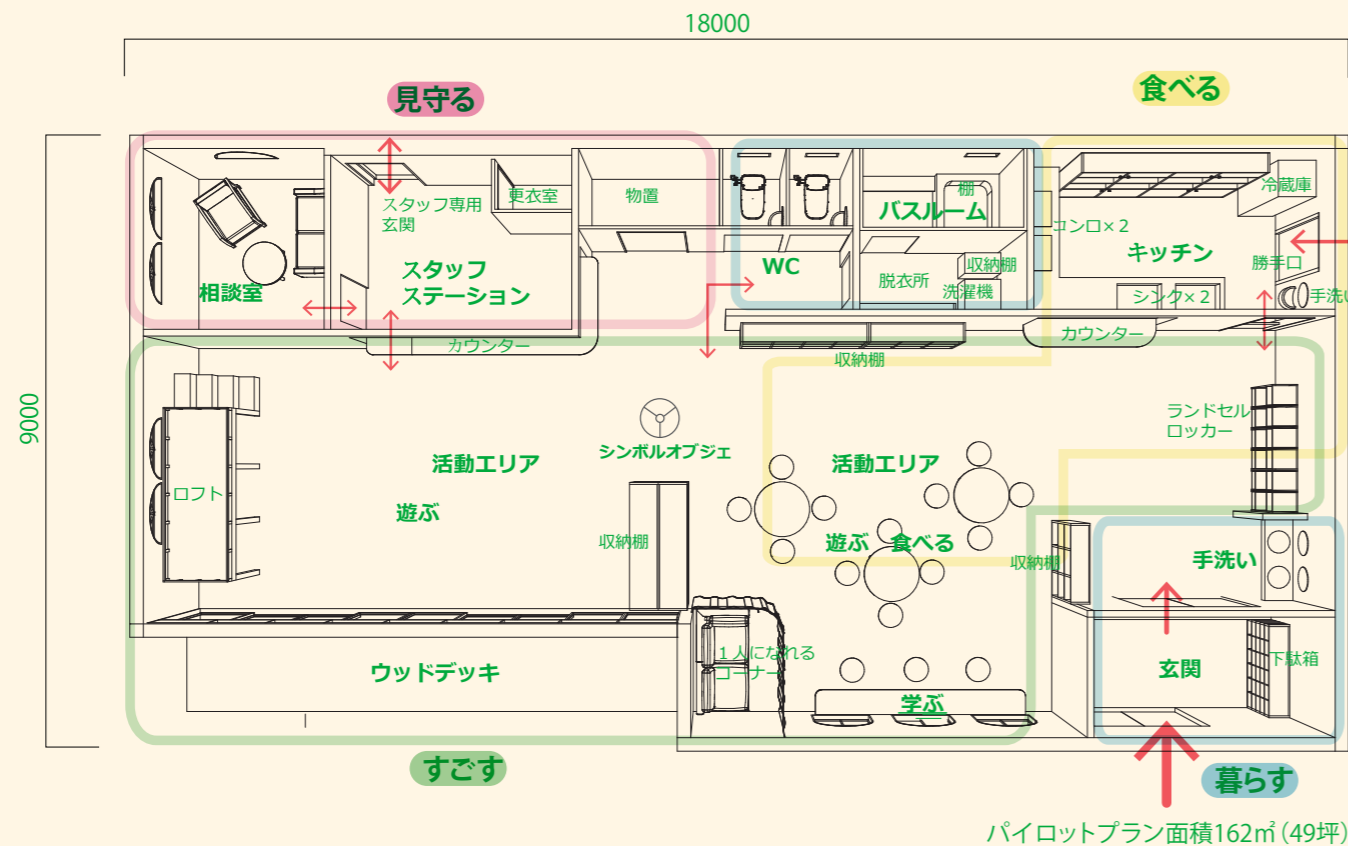 18000
見守る
食べる
スタッフ専用
玄関
更衣室
物置
棚
バスルーム
コンロ×2
冷蔵庫
キッチン
勝手口
相談室
スタッフ
ステーション
WC
脱衣所
収納棚
洗濯機
シンク×2
手洗い
カウンター
カウンター
収納棚
9000
ランドセル
ロッカー
シンボルオブジェ
活動エリア
活動エリア
ロフト
遊ぶ
収納棚
遊ぶ 食べる
収納棚
手洗い
1人になれる
コーナー
ウッドデッキ
玄関
下駄箱
学ぶ
すごす
暮らす
パイロットプラン面積162㎡(49坪)